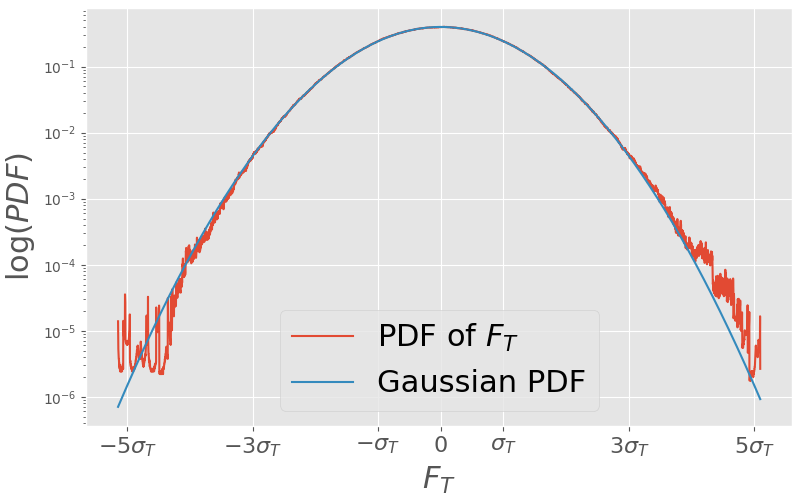 log(PDF)
10⁻¹
10⁻²
10⁻³
10⁻⁴
10⁻⁵
10⁻⁶
PDF of F_T
Gaussian PDF
−5σ_T −3σ_T −σ_T 0 σ_T 3σ_T 5σ_T
F_T